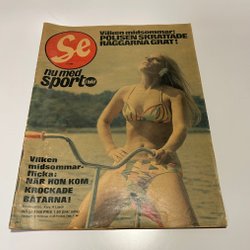 Vilken midsommar:
POLISEN SKRATTADE
RAGGARNA GRÄT!
Se
nu med
sport
Vilken
midsommar-
flicka:
NÄR HON KOM
KROCKADE
BÅTARNA!